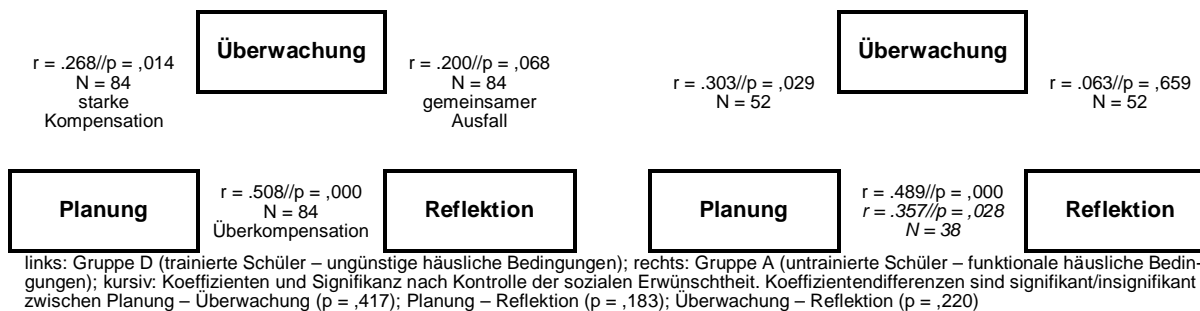 Überwachung
r = .268//p = ,014
N = 84
starke
Kompensation
r = .200//p = ,068
N = 84
gemeinsamer
Ausfall
Planung
r = .508//p = ,000
N = 84
Überkompensation
Reflektion
Überwachung
r = .303//p = ,029
N = 52
r = .063//p = ,659
N = 52
Planung
r = .489//p = ,000
r = .357//p = ,028
N = 38
Reflektion
links: Gruppe D (trainierte Schüler – ungünstige häusliche Bedingungen); rechts: Gruppe A (untrainierte Schüler – funktionale häusliche Bedin-
gungen); kursiv: Koeffizienten und Signifikanz nach Kontrolle der sozialen Erwünschtheit. Koeffizientendifferenzen sind signifikant/insignifikant
zwischen Planung – Überwachung (p = ,417); Planung – Reflektion (p = ,183); Überwachung – Reflektion (p = ,220)